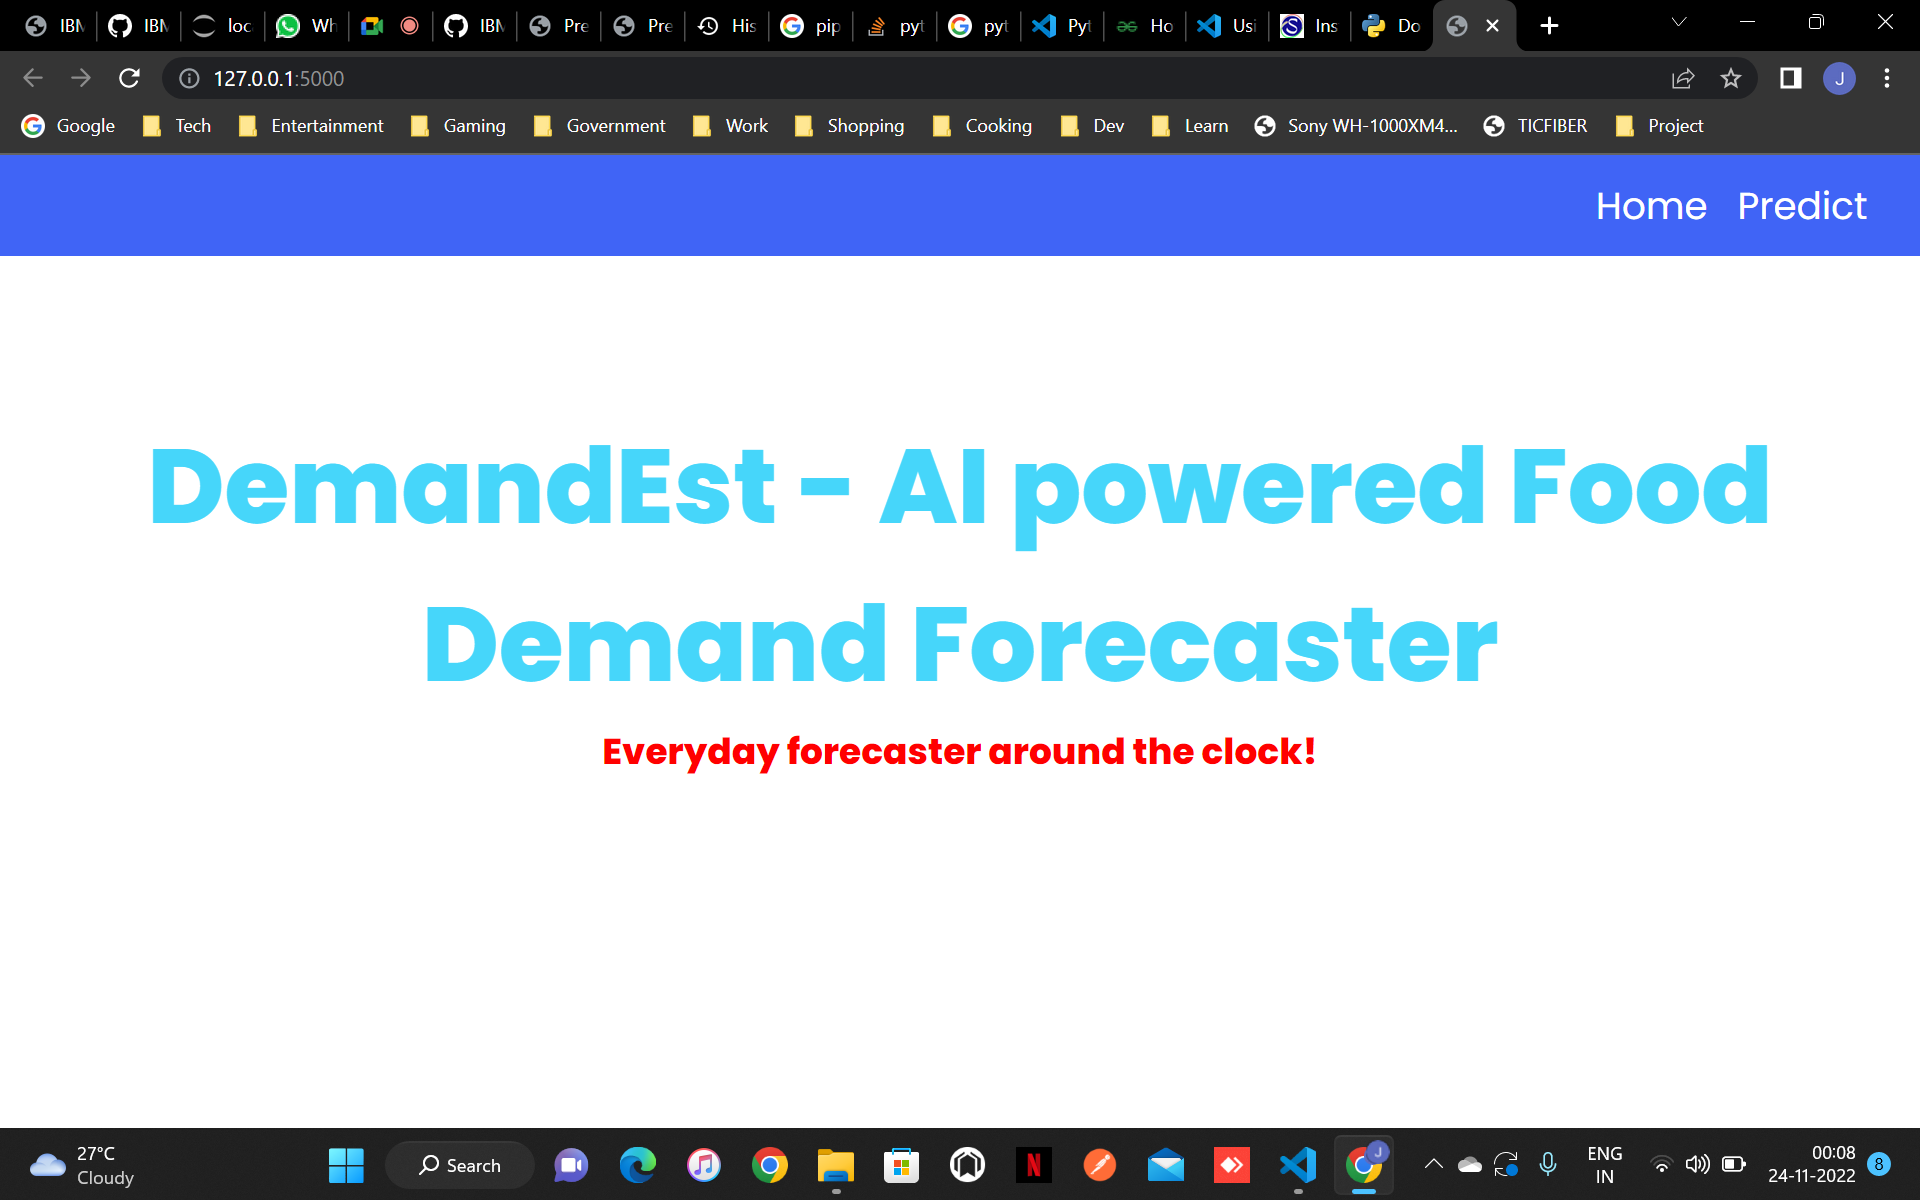 IBM
IBM
loc
Wh
IBM
Pre
Pre
His
pip
pyt
pyt
Pyt
Ho
Usi
Ins
Do
127.0.0.1:5000
J
Google Tech Entertainment Gaming Government Work Shopping Cooking Dev Learn Sony WH-1000XM4... TICFIBER Project
Home Predict
DemandEst - AI powered Food
Demand Forecaster
Everyday forecaster around the clock!
27°C
Cloudy
Search
N
J
ENG
IN
00:08
24-11-2022
8